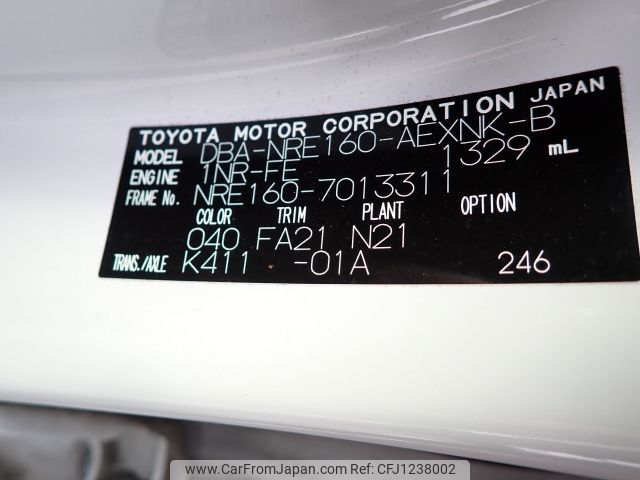 TOYOTA MOTOR CORPORATION JAPAN
MODEL DBA-NRE160-AEXNK-B
ENGINE 1NR-FE 1329 mL
FRAME No. NRE160-7013311
COLOR TRIM PLANT OPTION
040 FA21 N21
TRANS./AXLE K411 -01A 246
www.CarFromJapan.com | REF No. CFJ1238002